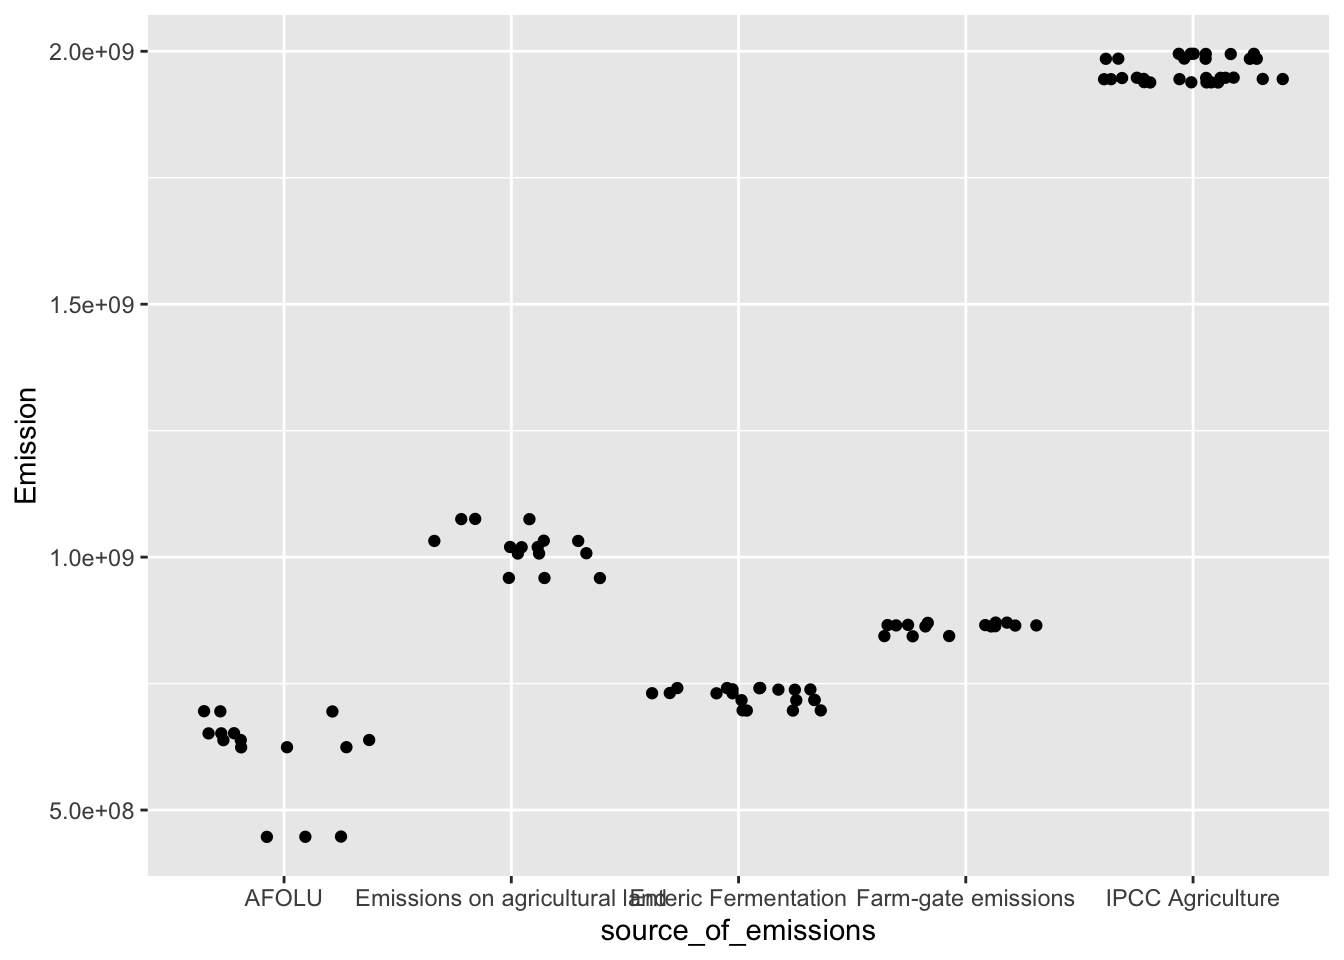 2.0e+09
1.5e+09
1.0e+09
5.0e+08
Emission
AFOLU Emissions on agricultural land Enteric Fermentation Farm-gate emissions IPCC Agriculture
source_of_emissions